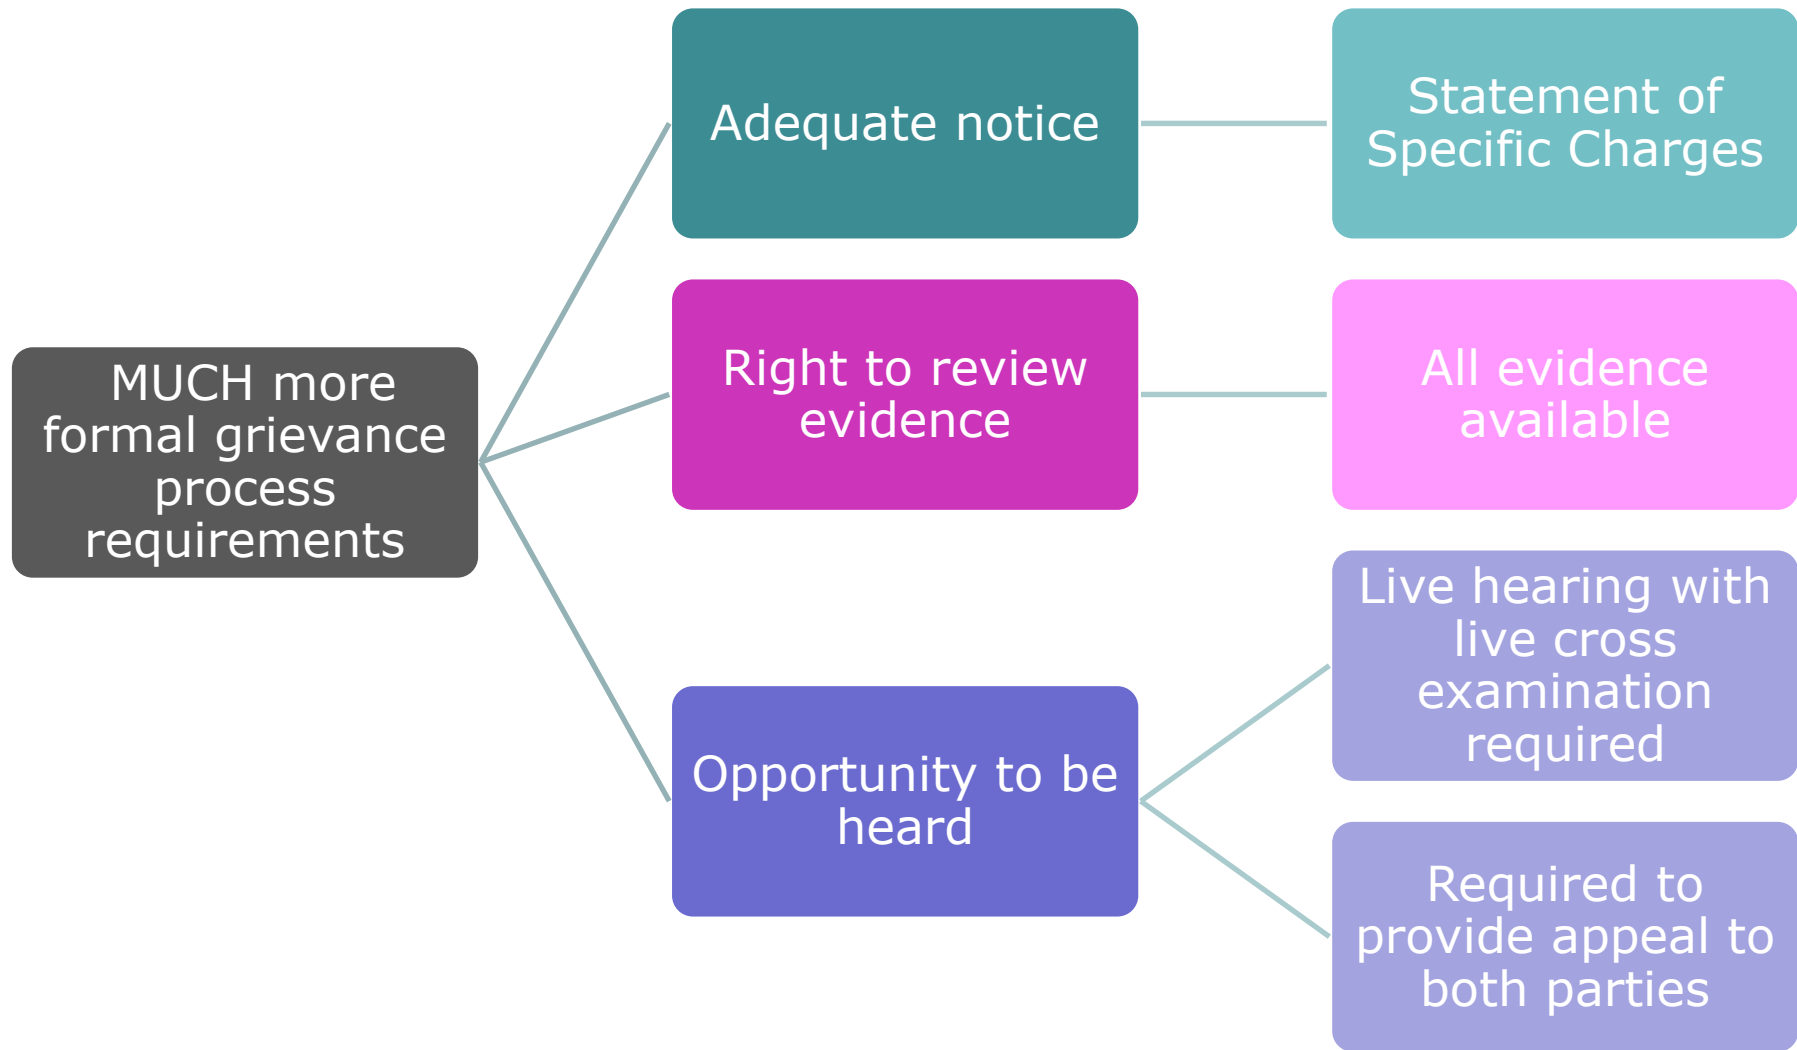 MUCH more
formal grievance
process
requirements
Adequate notice
Statement of
Specific Charges
Right to review
evidence
All evidence
available
Opportunity to be
heard
Live hearing with
live cross
examination
required
Required to
provide appeal to
both parties